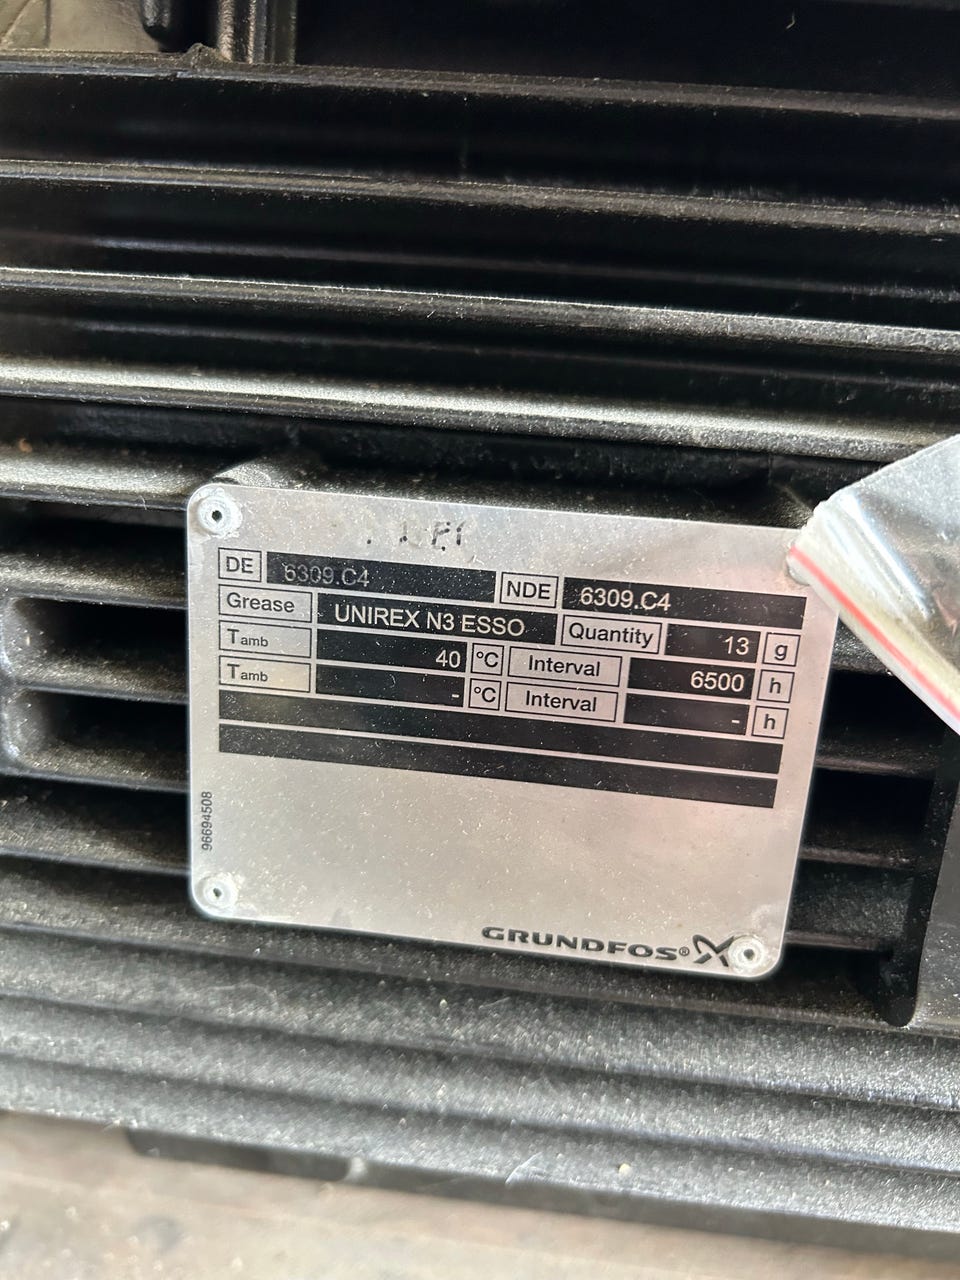 DE 6309.C4 NDE 6309.C4
Grease UNIREX N3 ESSO Quantity 13 g
Tamb 40 °C Interval 6500 h
Tamb - °C Interval - h
96694508
GRUNDFOS®